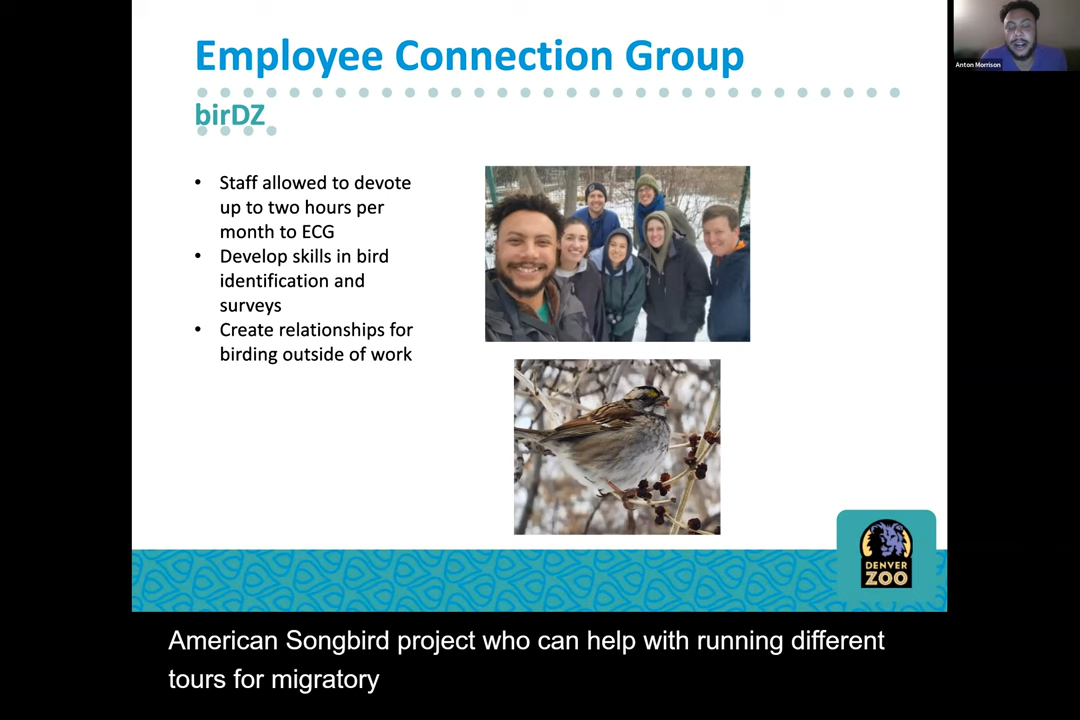 Employee Connection Group
birDZ
• Staff allowed to devote
up to two hours per
month to ECG
• Develop skills in bird
identification and
surveys
• Create relationships for
birding outside of work
Anton Morrison
DENVER
ZOO
American Songbird project who can help with running different
tours for migratory